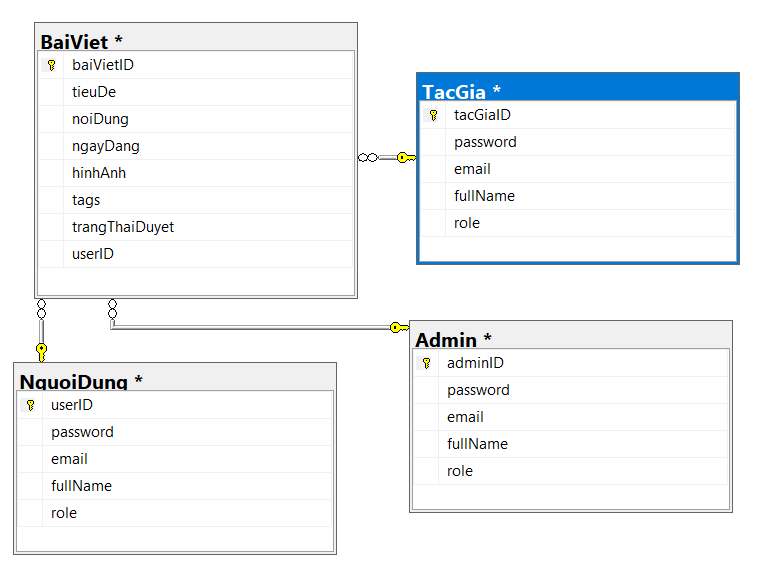 BaiViet *
baiVietID
tieuDe
noiDung
ngayDang
hinhAnh
tags
trangThaiDuyet
userID
TacGia *
tacGiaID
password
email
fullName
role
NguoiDung *
userID
password
email
fullName
role
Admin *
adminID
password
email
fullName
role